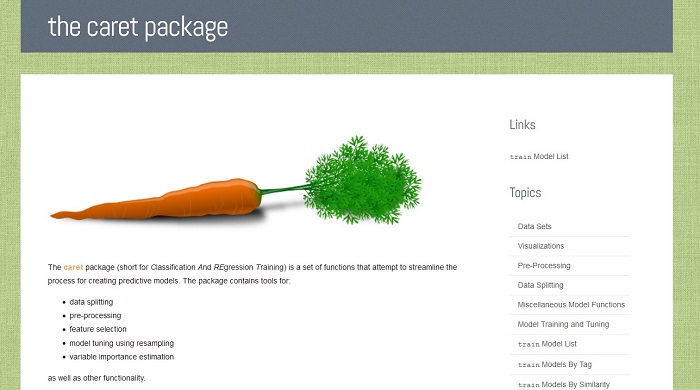 the caret package
The caret package (short for Classification And REgression Training) is a set of functions that attempt to streamline the
process for creating predictive models. The package contains tools for:
data splitting
pre-processing
feature selection
model tuning using resampling
variable importance estimation
as well as other functionality.
Links
train Model List
Topics
Data Sets
Visualizations
Pre-Processing
Data Splitting
Miscellaneous Model Functions
Model Training and Tuning
train Model List
train Models By Tag
train Models By Similarity